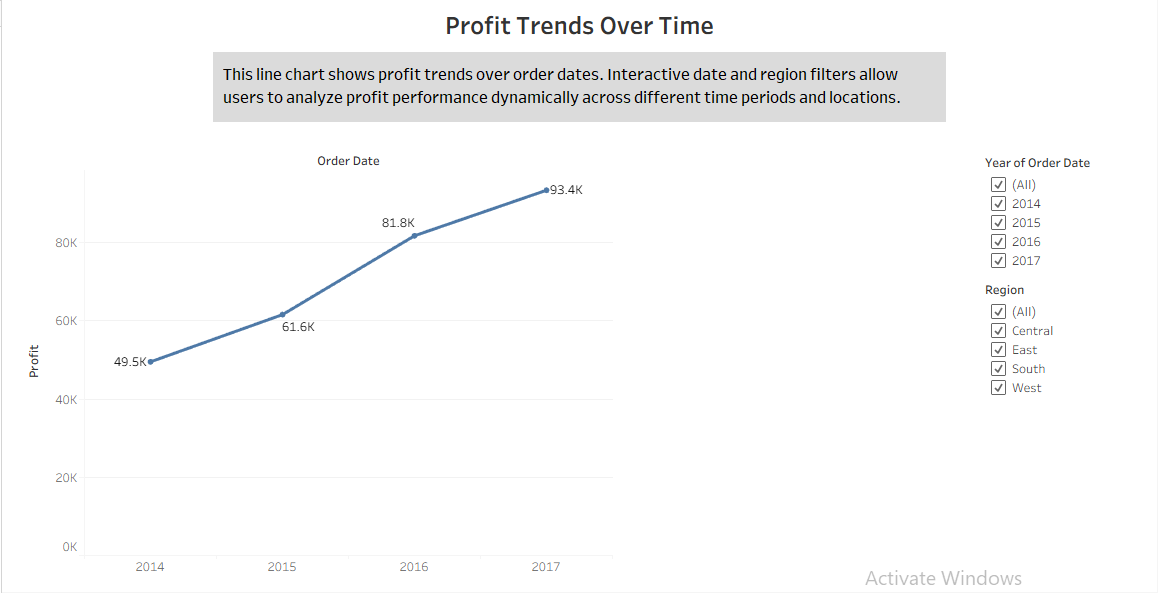 Profit Trends Over Time
This line chart shows profit trends over order dates. Interactive date and region filters allow
users to analyze profit performance dynamically across different time periods and locations.
Order Date
93.4K
81.8K
61.6K
49.5K
80K
60K
40K
20K
0K
Profit
2014
2015
2016
2017
Year of Order Date
(All)
2014
2015
2016
2017
Region
(All)
Central
East
South
West
Activate Windows